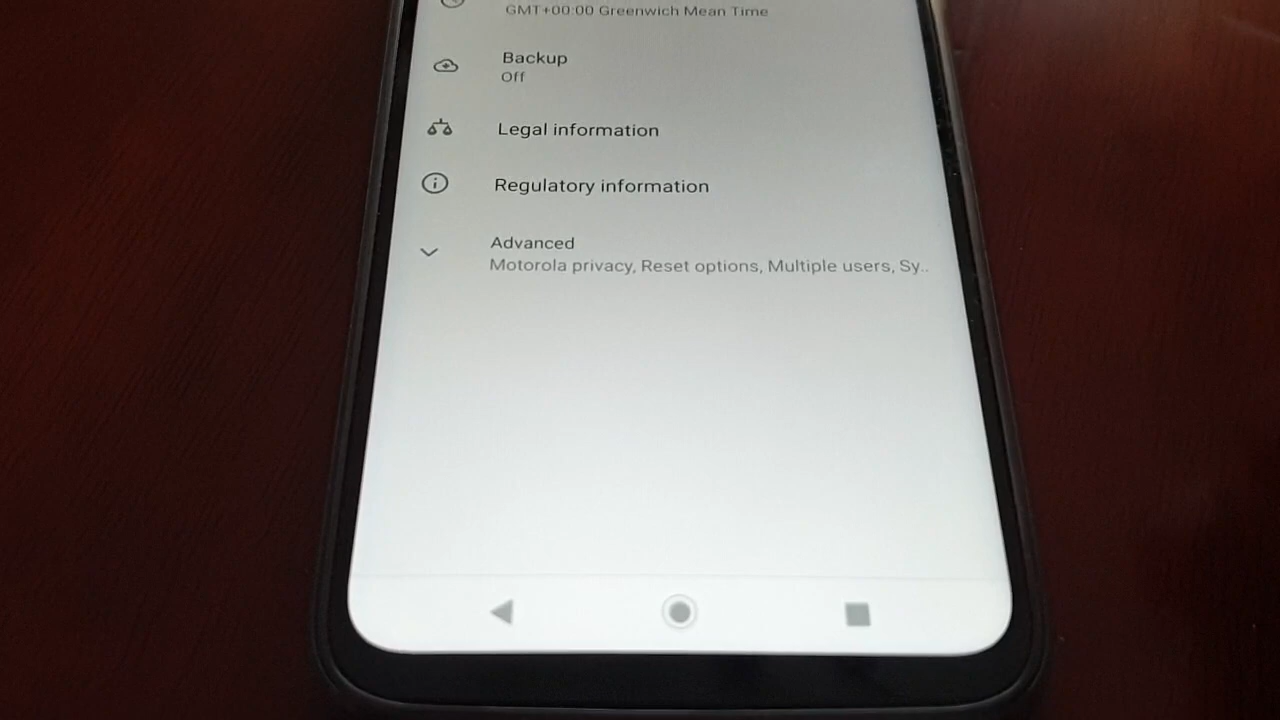 GMT+00:00 Greenwich Mean Time
Backup
Off
Legal information
Regulatory information
Advanced
Motorola privacy, Reset options, Multiple users, Sy..